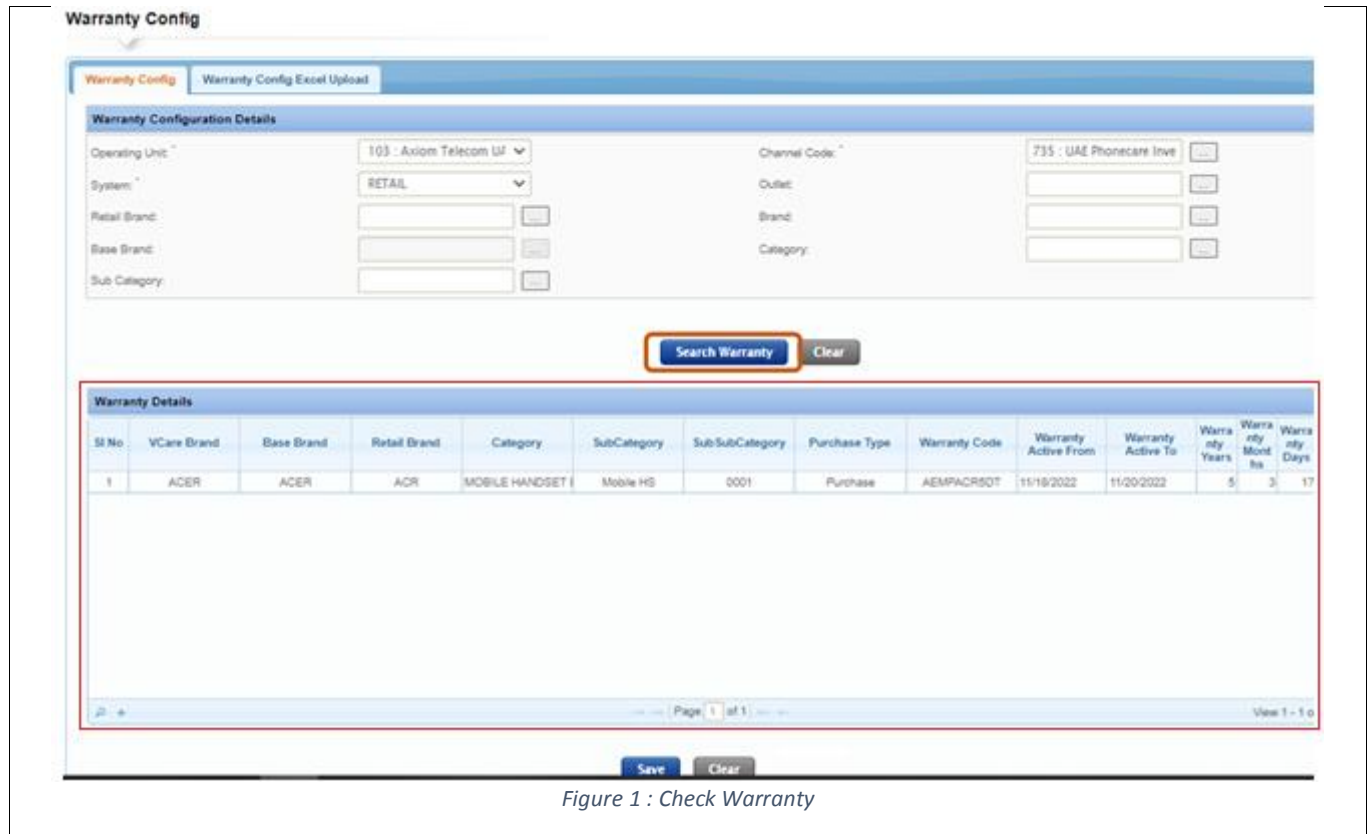 Warranty Config
Warranty Config Warranty Config Excel Upload
Warranty Configuration Details
Operating Unit: * 103 : Axiom Telecom UA Channel Code: * 735 : UAE Phonecare Inve ...
System: * RETAIL Outlet: ...
Retail Brand: ... Brand: ...
Base Brand: ... Category: ...
Sub Category: ...
Search Warranty Clear
Warranty Details
Sl No VCare Brand Base Brand Retail Brand Category SubCategory SubSubCategory Purchase Type Warranty Code Warranty Active From Warranty Active To Warranty Years Warranty Months Warranty Days
1 ACER ACER ACR MOBILE HANDSET Mobile HS 0001 Purchase AEMPACR5DT 11/18/2022 11/20/2022 5 3 17
Page 1 of 1 View 1 - 1 o
Save Clear
Figure 1 : Check Warranty